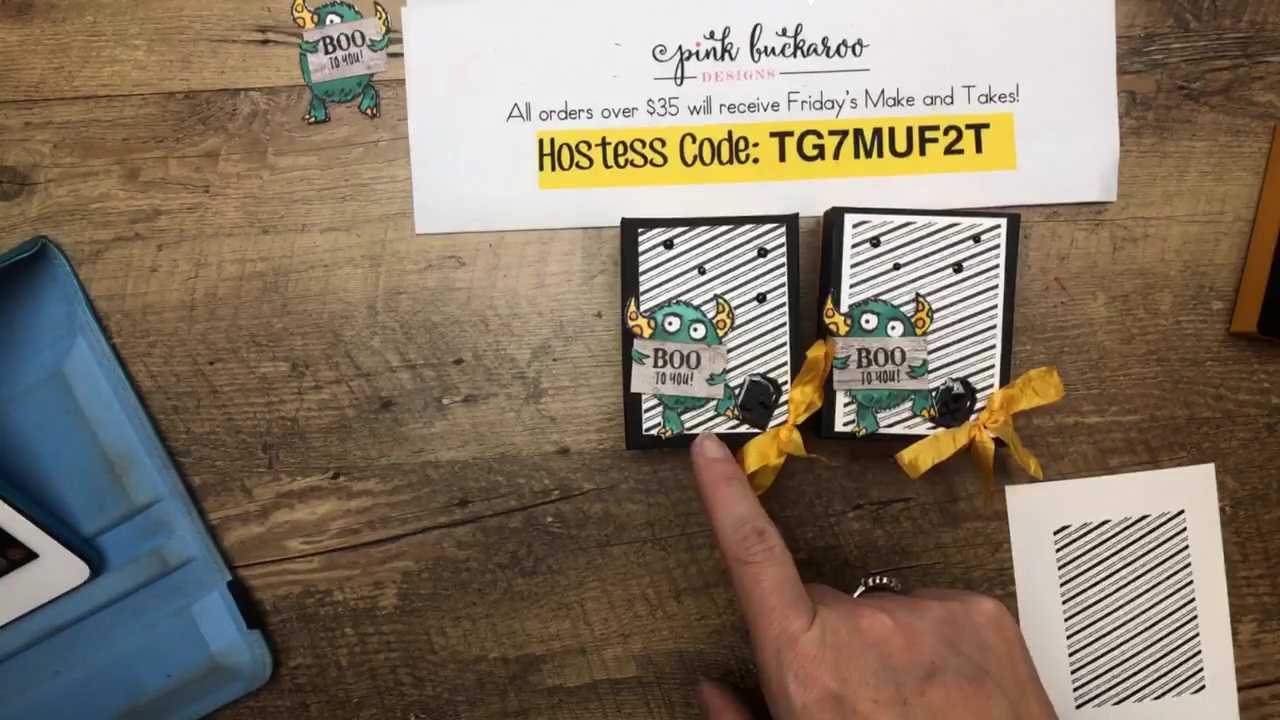 BOO
TO YOU!
pink buckaroo
DESIGNS
All orders over $35 will receive Friday's Make and Takes!
Hostess Code: TG7MUF2T
BOO
TO YOU!
BOO
TO YOU!